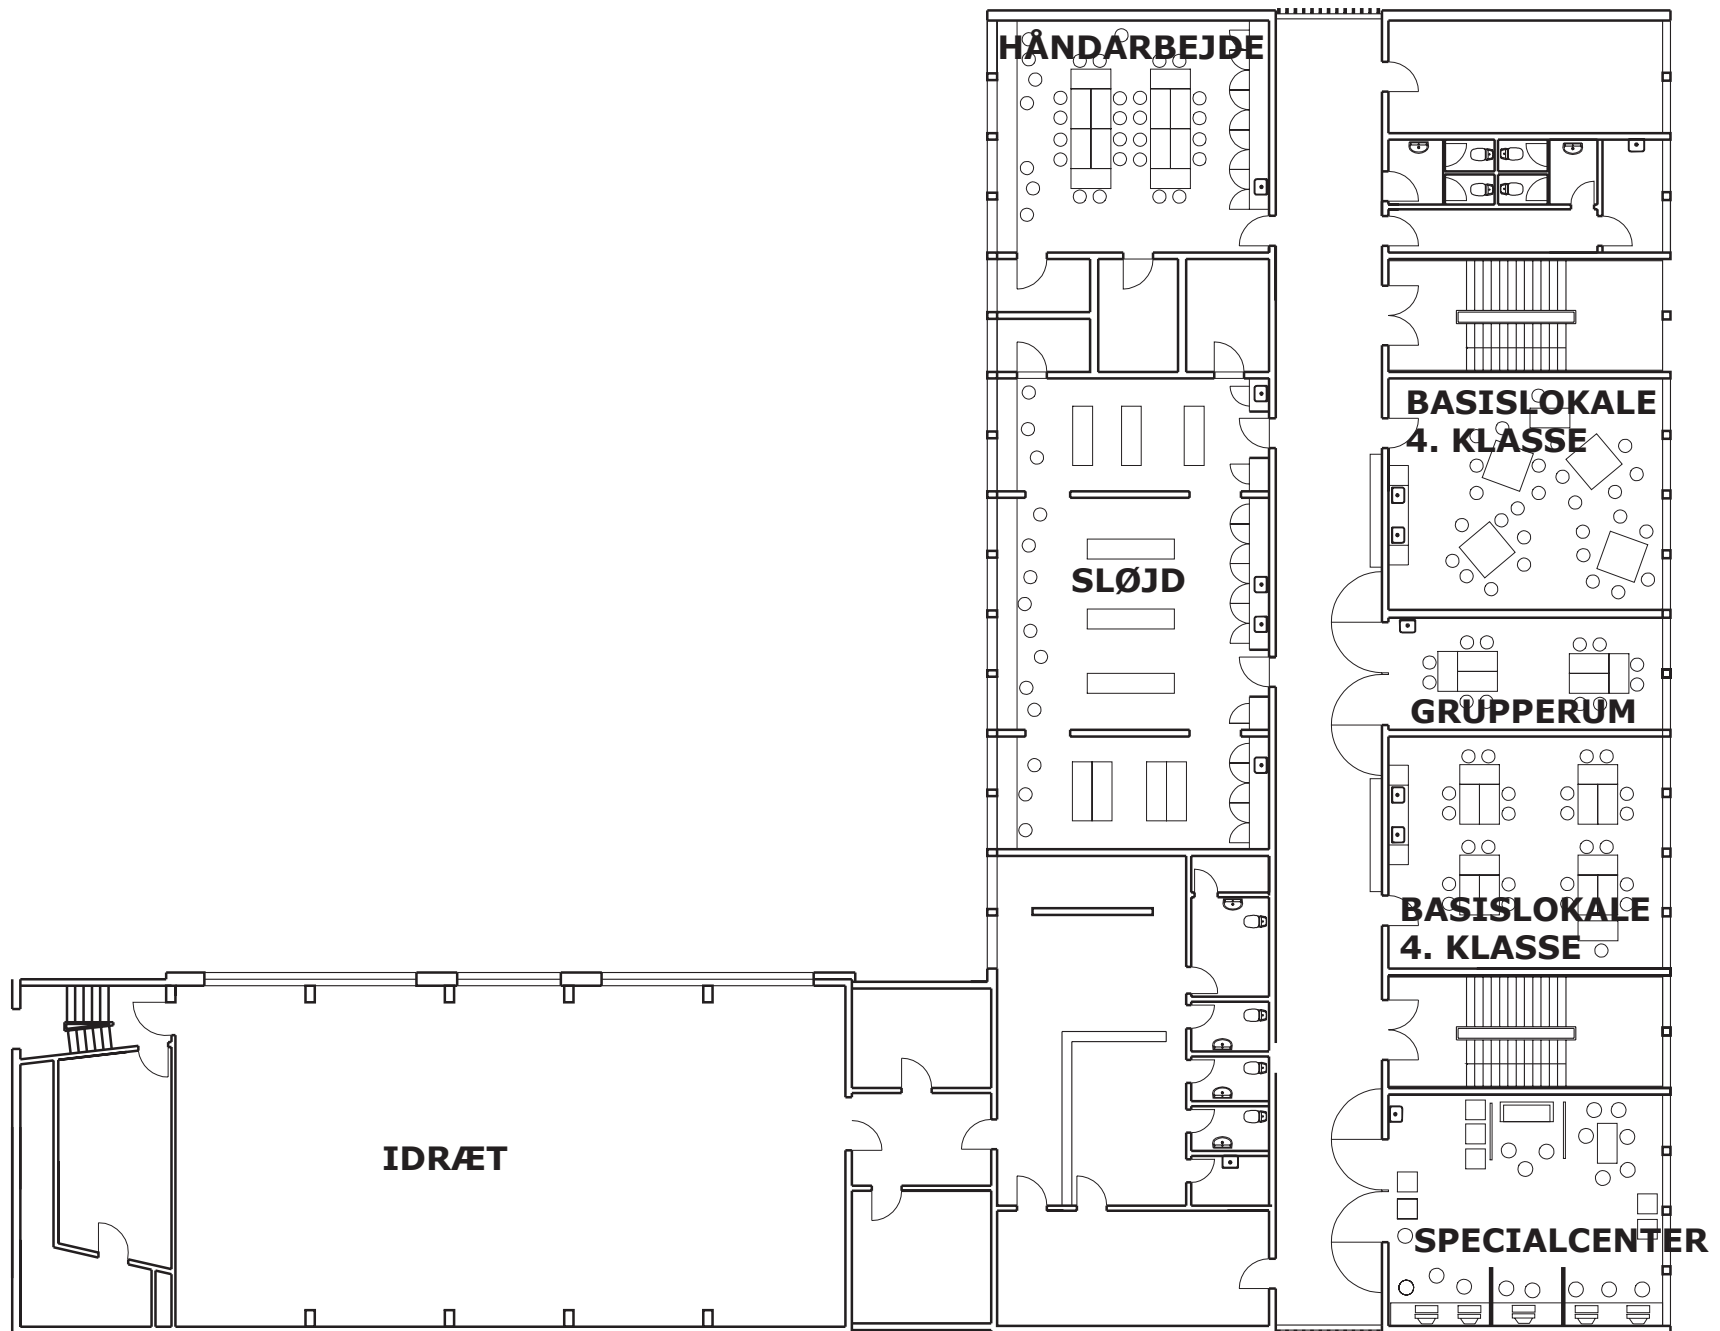 HÅNDARBEJDE
BASISLOKALE
4. KLASSE
SLØJD
GRUPPERUM
BASISLOKALE
4. KLASSE
IDRÆT
SPECIALCENTER